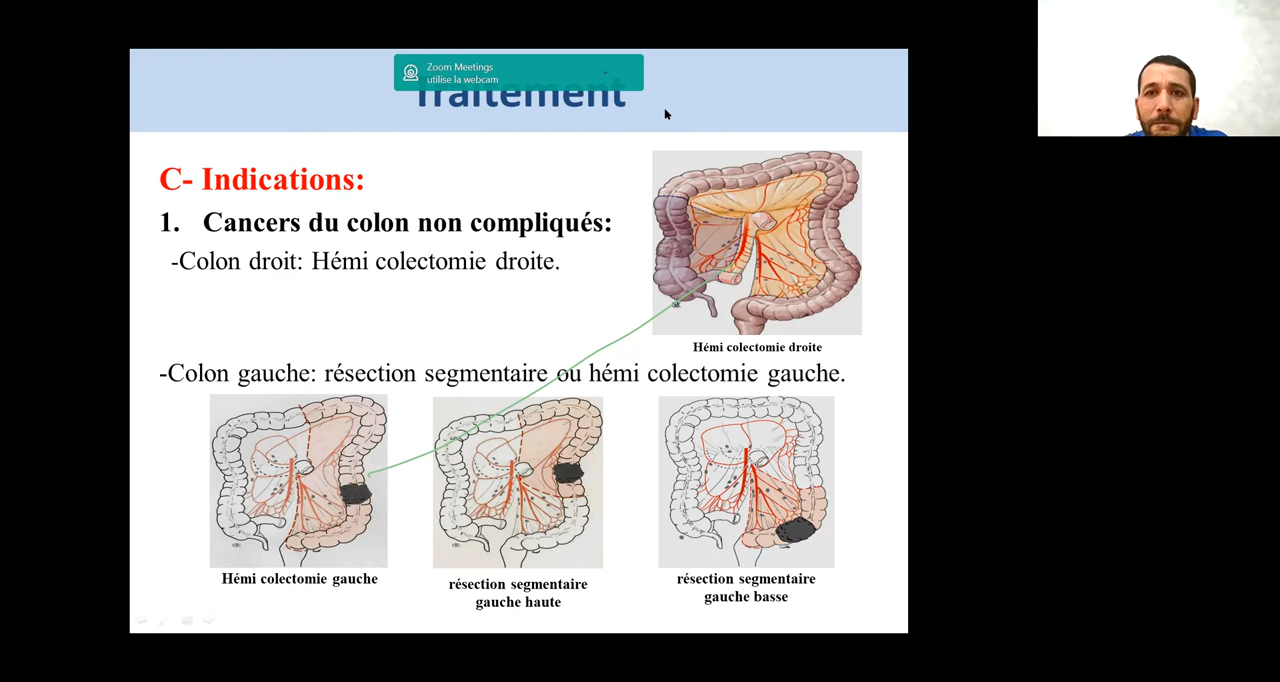 Zoom Meetings
utilise la webcam
Traitement
C- Indications:
1. Cancers du colon non compliqués:
-Colon droit: Hémi colectomie droite.
Hémi colectomie droite
-Colon gauche: résection segmentaire ou hémi colectomie gauche.
Hémi colectomie gauche
résection segmentaire
gauche haute
résection segmentaire
gauche basse